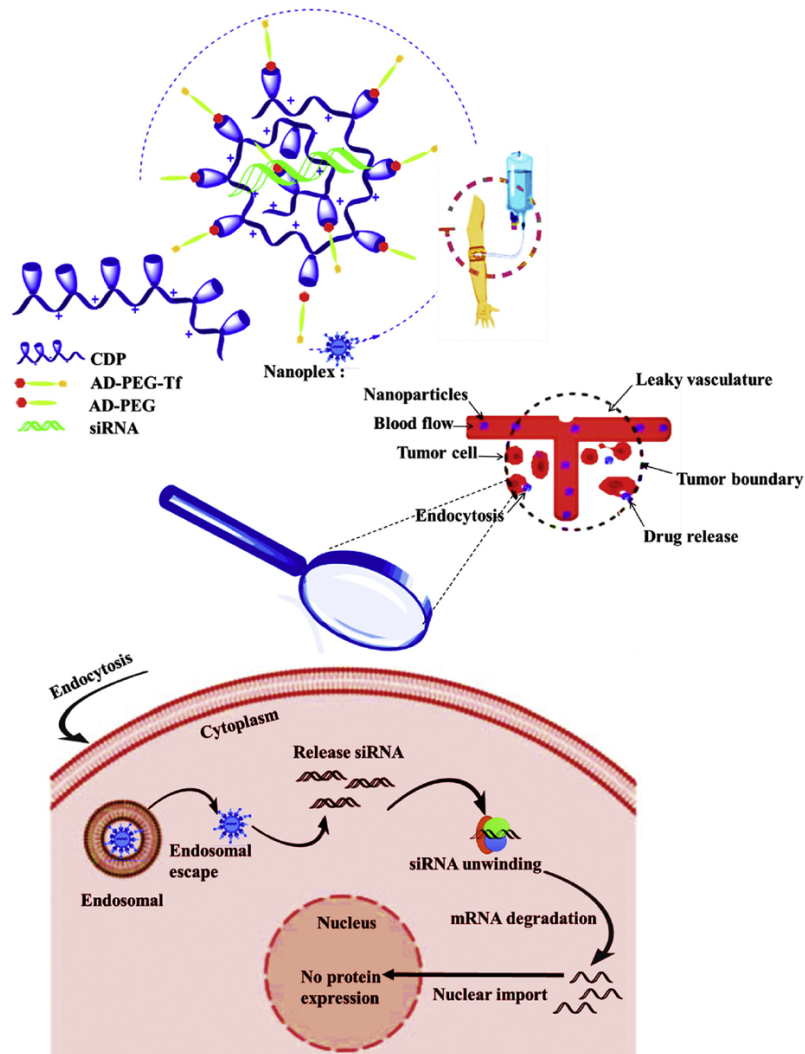 CDP
AD-PEG-Tf
AD-PEG
siRNA
Nanoplex :
Nanoparticles
Blood flow
Tumor cell
Endocytosis
Leaky vasculature
Tumor boundary
Drug release
Endocytosis
Cytoplasm
Release siRNA
Endosomal
escape
Endosomal
siRNA unwinding
mRNA degradation
Nucleus
No protein
expression
Nuclear import